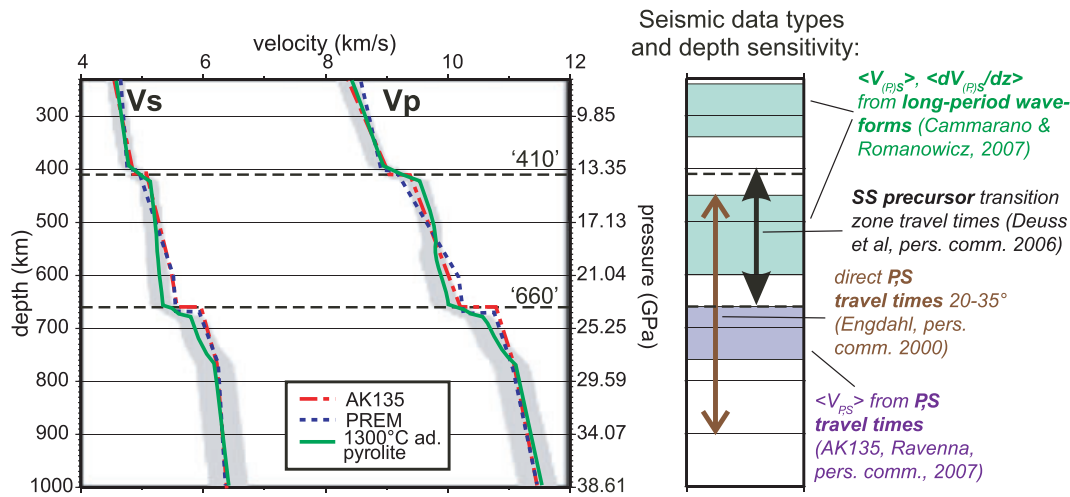 velocity (km/s)
4 6 8 10 12
Vs
Vp
300
400
500
600
700
800
900
1000
depth (km)
'410'
'660'
9.85
13.35
17.13
21.04
25.25
29.59
34.07
38.61
pressure (GPa)
AK135
PREM
1300°C ad.
pyrolite
Seismic data types
and depth sensitivity:
<V(P,)S>, <dV(P,)S/dz>
from long-period wave-
forms (Cammarano &
Romanowicz, 2007)
SS precursor transition
zone travel times (Deuss
et al, pers. comm. 2006)
direct P,S
travel times 20-35°
(Engdahl, pers.
comm. 2000)
<VP,S> from P,S
travel times
(AK135, Ravenna,
pers. comm., 2007)